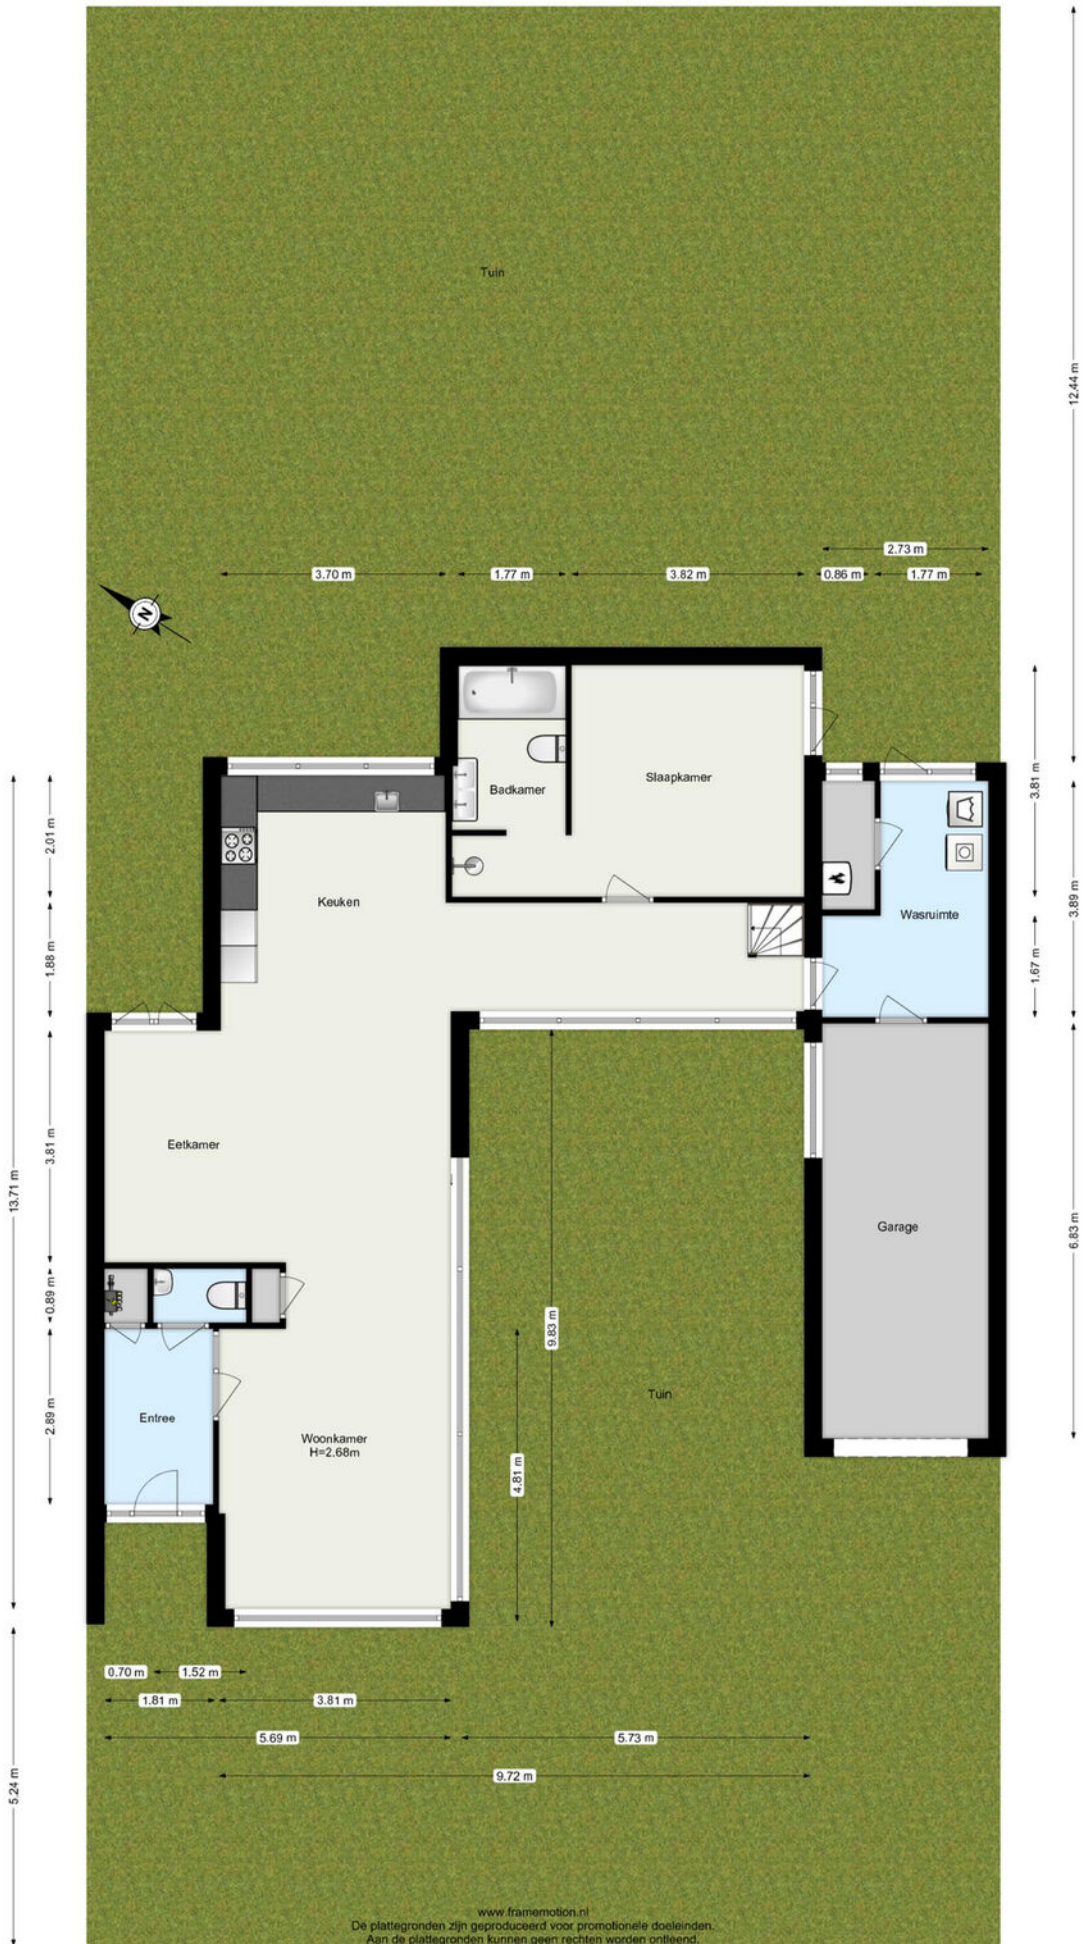 12.44 m
Tuin
2.73 m
3.70 m
1.77 m
3.82 m
0.86 m
1.77 m
N
3.81 m
Slaapkamer
Badkamer
2.01 m
3.89 m
Keuken
Wasruimte
1.88 m
1.67 m
Eetkamer
3.81 m
13.71 m
Garage
6.83 m
0.89 m
9.83 m
Tuin
2.89 m
Entree
Woonkamer
H=2.68m
4.81 m
0.70 m
1.52 m
1.81 m
3.81 m
5.69 m
5.73 m
9.72 m
5.24 m
www.framemotion.nl
De plattegronden zijn geproduceerd voor promotionele doeleinden.
Aan de plattegronden kunnen geen rechten worden ontleend.